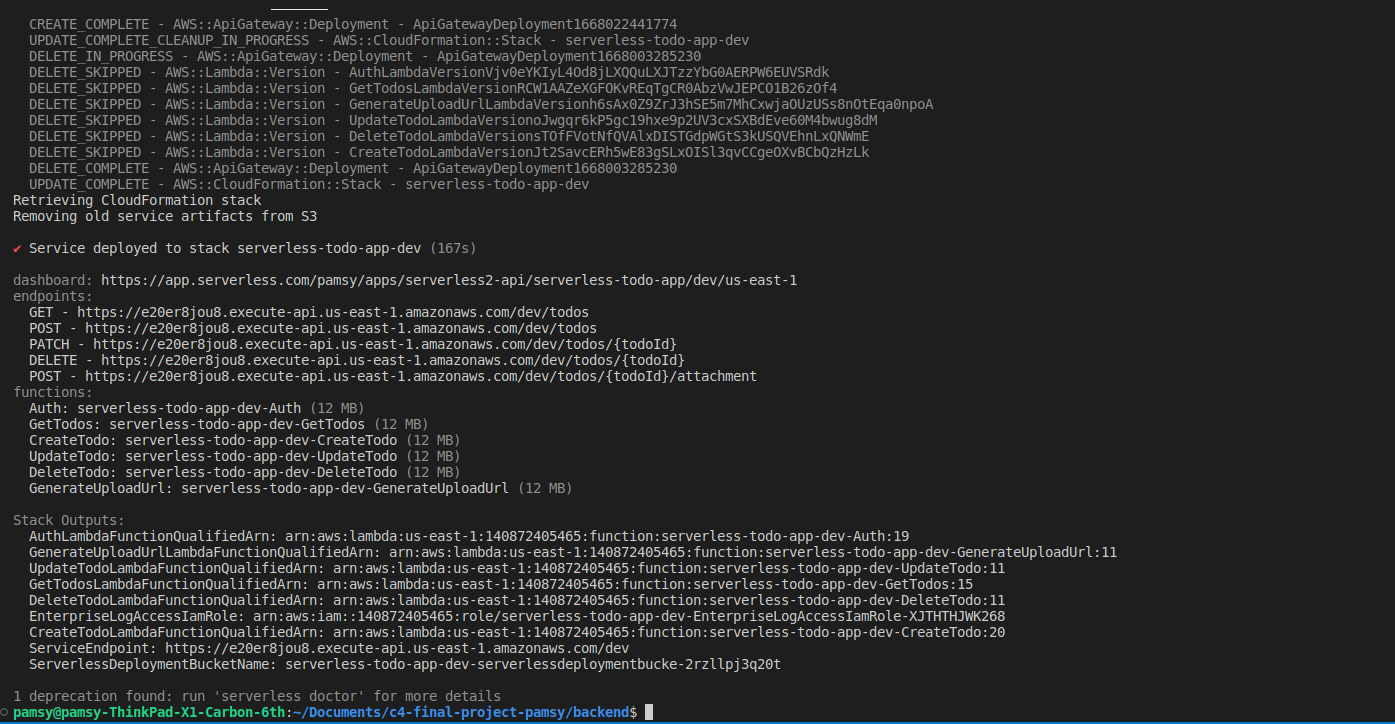 CREATE_COMPLETE - AWS::ApiGateway::Deployment - ApiGatewayDeployment1668022441774
UPDATE_COMPLETE_CLEANUP_IN_PROGRESS - AWS::CloudFormation::Stack - serverless-todo-app-dev
DELETE_IN_PROGRESS - AWS::ApiGateway::Deployment - ApiGatewayDeployment1668003285230
DELETE_SKIPPED - AWS::Lambda::Version - AuthLambdaVersionVjv0eYKIyL4Od8jLXQQuLXJTzzYbG0AERPW6EUVSRdk
DELETE_SKIPPED - AWS::Lambda::Version - GetTodosLambdaVersionRCW1AAZeXGFOKvREqTgCR0AbzVwJEPCO1B26zOf4
DELETE_SKIPPED - AWS::Lambda::Version - GenerateUploadUrlLambdaVersionh6sAx0Z9ZrJ3hSE5m7MhCxwjaOUzUSs8nOtEqa0npoA
DELETE_SKIPPED - AWS::Lambda::Version - UpdateTodoLambdaVersionoJwgqr6kP5gc19hxe9p2UV3cxSXBdEve60M4bwug8dM
DELETE_SKIPPED - AWS::Lambda::Version - DeleteTodoLambdaVersionsTOfFVotNfQVAlxDISTGdpWGtS3kUSQVEhnLxQNWmE
DELETE_SKIPPED - AWS::Lambda::Version - CreateTodoLambdaVersionJt2SavcERh5wE83gSLxOISl3qvCCgeOXvBCbQzHzLk
DELETE_COMPLETE - AWS::ApiGateway::Deployment - ApiGatewayDeployment1668003285230
UPDATE_COMPLETE - AWS::CloudFormation::Stack - serverless-todo-app-dev
Retrieving CloudFormation stack
Removing old service artifacts from S3
✔ Service deployed to stack serverless-todo-app-dev (167s)
dashboard: https://app.serverless.com/pamsy/apps/serverless2-api/serverless-todo-app/dev/us-east-1
endpoints:
GET - https://e20er8jou8.execute-api.us-east-1.amazonaws.com/dev/todos
POST - https://e20er8jou8.execute-api.us-east-1.amazonaws.com/dev/todos
PATCH - https://e20er8jou8.execute-api.us-east-1.amazonaws.com/dev/todos/{todoId}
DELETE - https://e20er8jou8.execute-api.us-east-1.amazonaws.com/dev/todos/{todoId}
POST - https://e20er8jou8.execute-api.us-east-1.amazonaws.com/dev/todos/{todoId}/attachment
functions:
Auth: serverless-todo-app-dev-Auth (12 MB)
GetTodos: serverless-todo-app-dev-GetTodos (12 MB)
CreateTodo: serverless-todo-app-dev-CreateTodo (12 MB)
UpdateTodo: serverless-todo-app-dev-UpdateTodo (12 MB)
DeleteTodo: serverless-todo-app-dev-DeleteTodo (12 MB)
GenerateUploadUrl: serverless-todo-app-dev-GenerateUploadUrl (12 MB)
Stack Outputs:
AuthLambdaFunctionQualifiedArn: arn:aws:lambda:us-east-1:140872405465:function:serverless-todo-app-dev-Auth:19
GenerateUploadUrlLambdaFunctionQualifiedArn: arn:aws:lambda:us-east-1:140872405465:function:serverless-todo-app-dev-GenerateUploadUrl:11
UpdateTodoLambdaFunctionQualifiedArn: arn:aws:lambda:us-east-1:140872405465:function:serverless-todo-app-dev-UpdateTodo:11
GetTodosLambdaFunctionQualifiedArn: arn:aws:lambda:us-east-1:140872405465:function:serverless-todo-app-dev-GetTodos:15
DeleteTodoLambdaFunctionQualifiedArn: arn:aws:lambda:us-east-1:140872405465:function:serverless-todo-app-dev-DeleteTodo:11
EnterpriseLogAccessIamRole: arn:aws:iam::140872405465:role/serverless-todo-app-dev-EnterpriseLogAccessIamRole-XJTHTHJWK268
CreateTodoLambdaFunctionQualifiedArn: arn:aws:lambda:us-east-1:140872405465:function:serverless-todo-app-dev-CreateTodo:20
ServiceEndpoint: https://e20er8jou8.execute-api.us-east-1.amazonaws.com/dev
ServerlessDeploymentBucketName: serverless-todo-app-dev-serverlessdeploymentbucke-2rzllpj3q20t
1 deprecation found: run 'serverless doctor' for more details
pamsy@pamsy-ThinkPad-X1-Carbon-6th:~/Documents/c4-final-project-pamsy/backend$